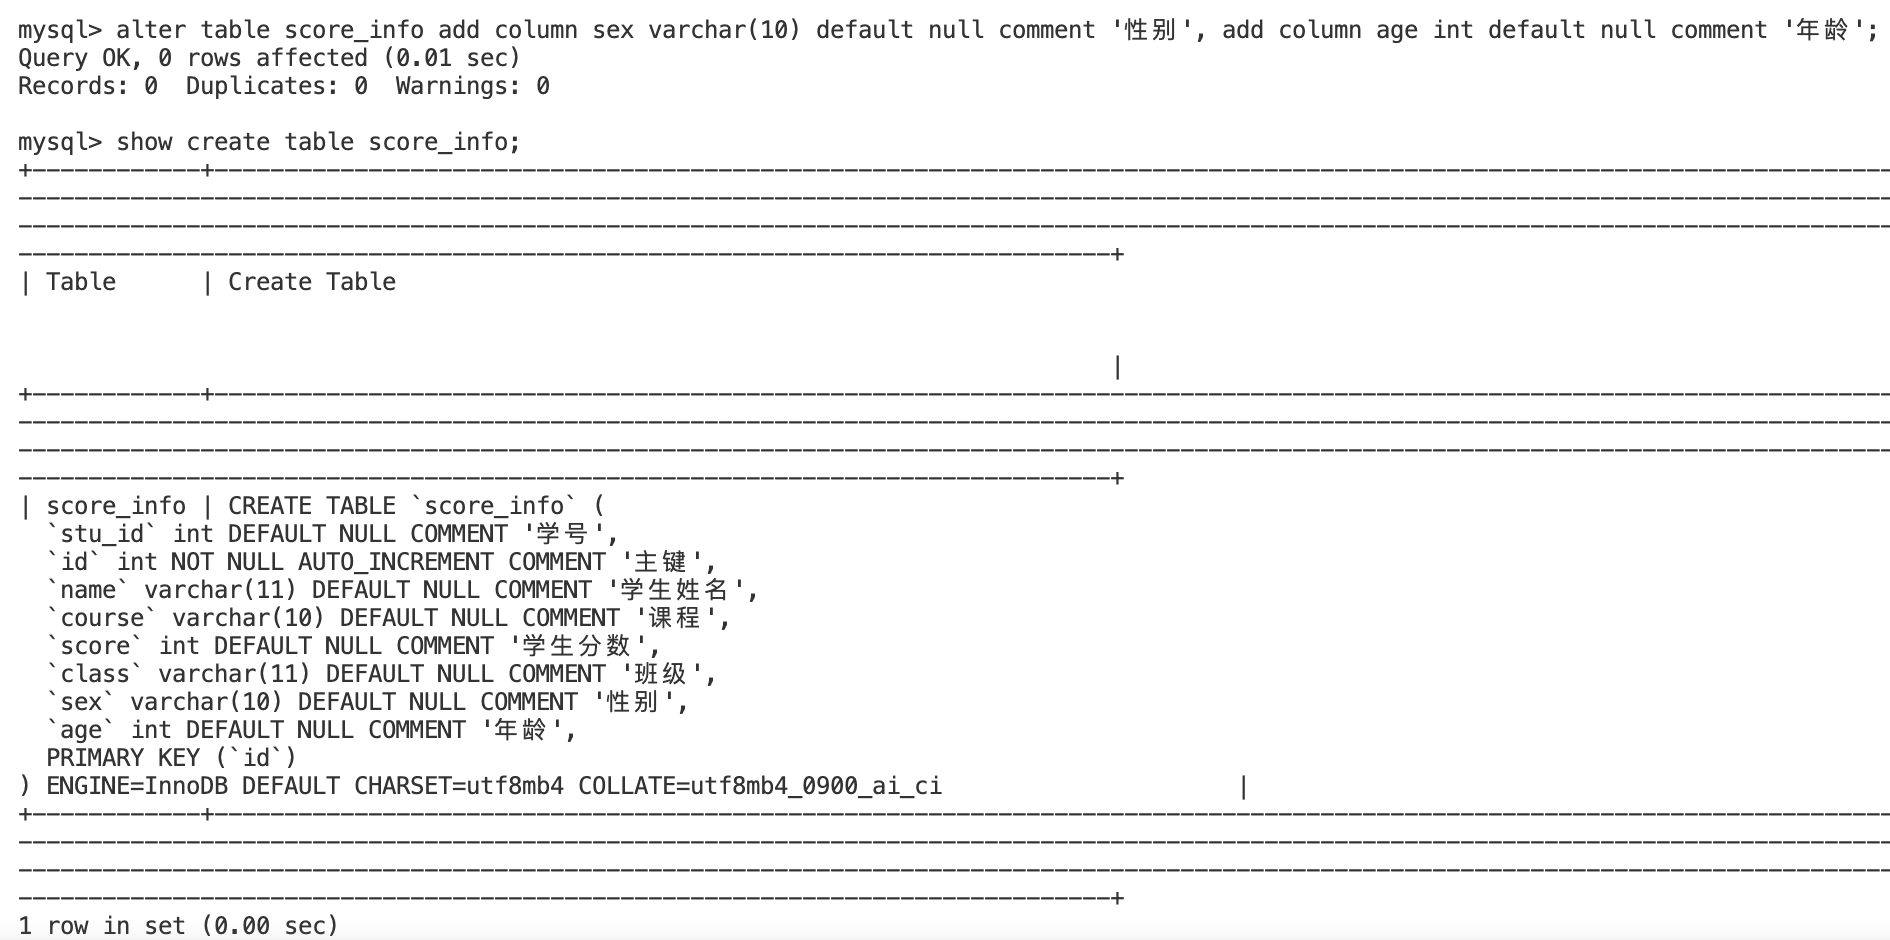 mysql> alter table score_info add column sex varchar(10) default null comment '性别', add column age int default null comment '年龄';
Query OK, 0 rows affected (0.01 sec)
Records: 0  Duplicates: 0  Warnings: 0
mysql> show create table score_info;
| Table      | Create Table
|
| score_info | CREATE TABLE `score_info` (
  `stu_id` int DEFAULT NULL COMMENT '学号',
  `id` int NOT NULL AUTO_INCREMENT COMMENT '主键',
  `name` varchar(11) DEFAULT NULL COMMENT '学生姓名',
  `course` varchar(10) DEFAULT NULL COMMENT '课程',
  `score` int DEFAULT NULL COMMENT '学生分数',
  `class` varchar(11) DEFAULT NULL COMMENT '班级',
  `sex` varchar(10) DEFAULT NULL COMMENT '性别',
  `age` int DEFAULT NULL COMMENT '年龄',
  PRIMARY KEY (`id`)
) ENGINE=InnoDB DEFAULT CHARSET=utf8mb4 COLLATE=utf8mb4_0900_ai_ci |
1 row in set (0.00 sec)